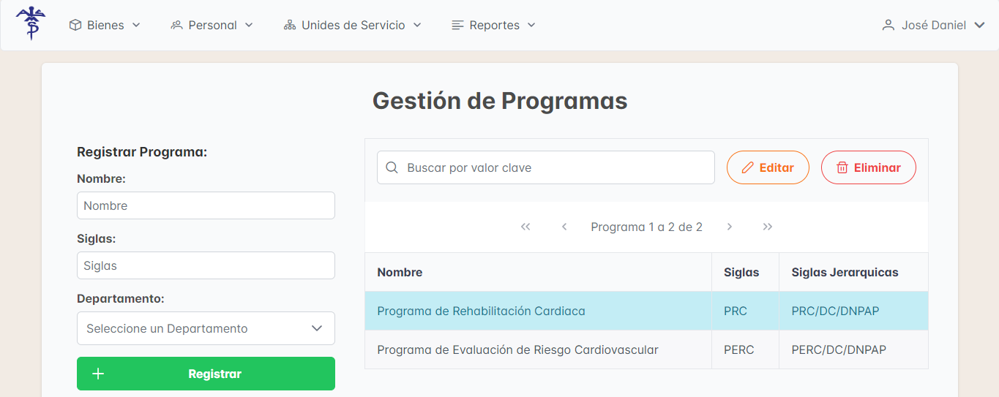 Bienes
Personal
Unides de Servicio
Reportes
José Daniel
Gestión de Programas
Registrar Programa:
Nombre:
Nombre
Siglas:
Siglas
Departamento:
Seleccione un Departamento
Registrar
Buscar por valor clave
Editar
Eliminar
Programa 1 a 2 de 2
Nombre Siglas Siglas Jerarquicas
Programa de Rehabilitación Cardiaca PRC PRC/DC/DNPAP
Programa de Evaluación de Riesgo Cardiovascular PERC PERC/DC/DNPAP